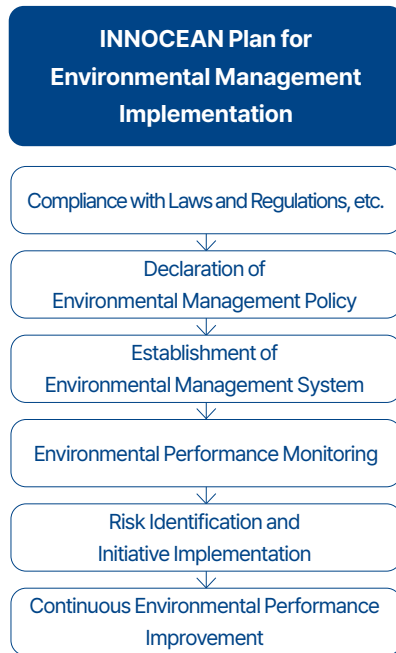 INNOCEAN Plan for
Environmental Management
Implementation
Compliance with Laws and Regulations, etc.
Declaration of
Environmental Management Policy
Establishment of
Environmental Management System
Environmental Performance Monitoring
Risk Identification and
Initiative Implementation
Continuous Environmental Performance
Improvement